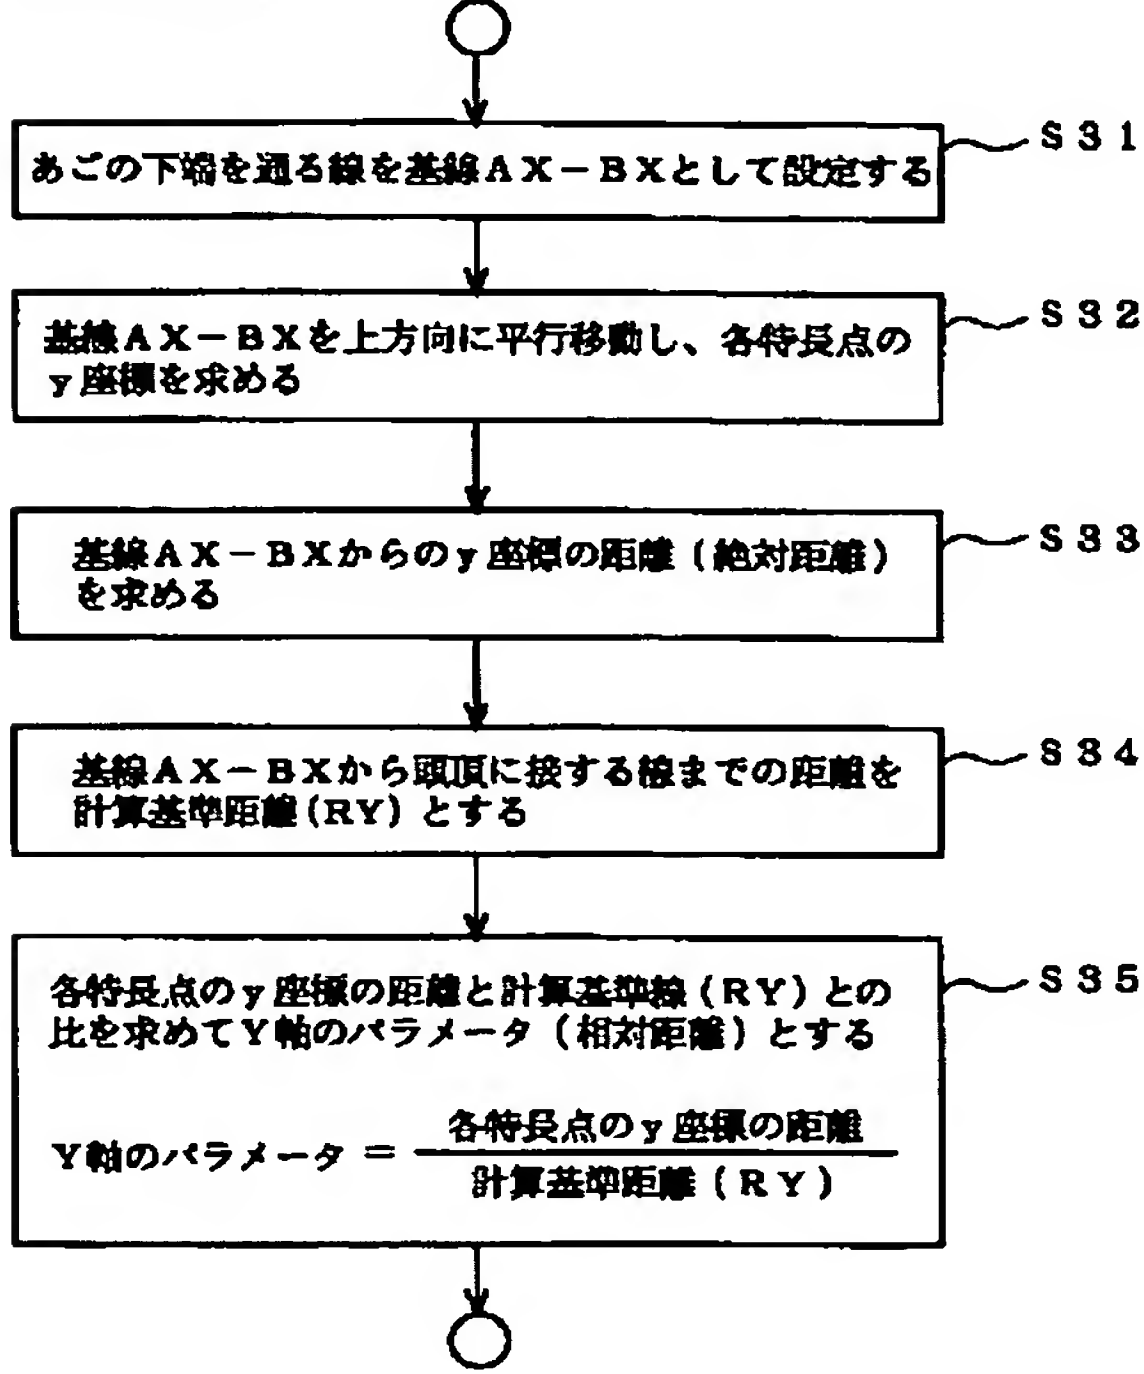 あごの下端を通る線を基線AX－BXとして設定する
S31
基線AX－BXを上方向に平行移動し、各特長点の
y座標を求める
S32
基線AX－BXからのy座標の距離(絶対距離)
を求める
S33
基線AX－BXから頭頂に接する線までの距離を
計算基準距離(RY)とする
S34
各特長点のy座標の距離と計算基準線(RY)との
比を求めてY軸のパラメータ(相対距離)とする
S35
各特長点のy座標の距離
Y軸のパラメータ =
計算基準距離(RY)